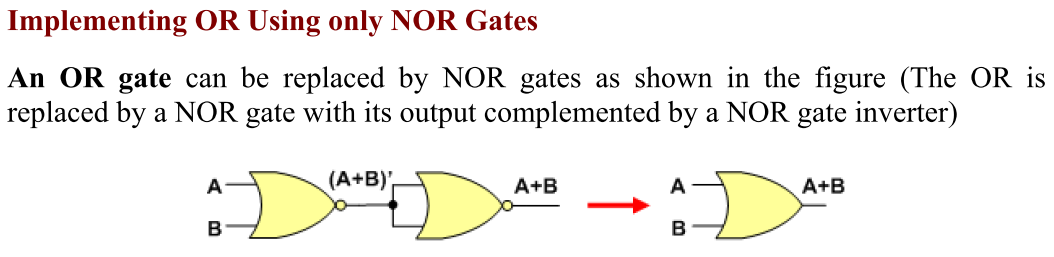 Implementing OR Using only NOR Gates
An OR gate can be replaced by NOR gates as shown in the figure (The OR is
replaced by a NOR gate with its output complemented by a NOR gate inverter)
A (A+B)' A+B A A+B
B B